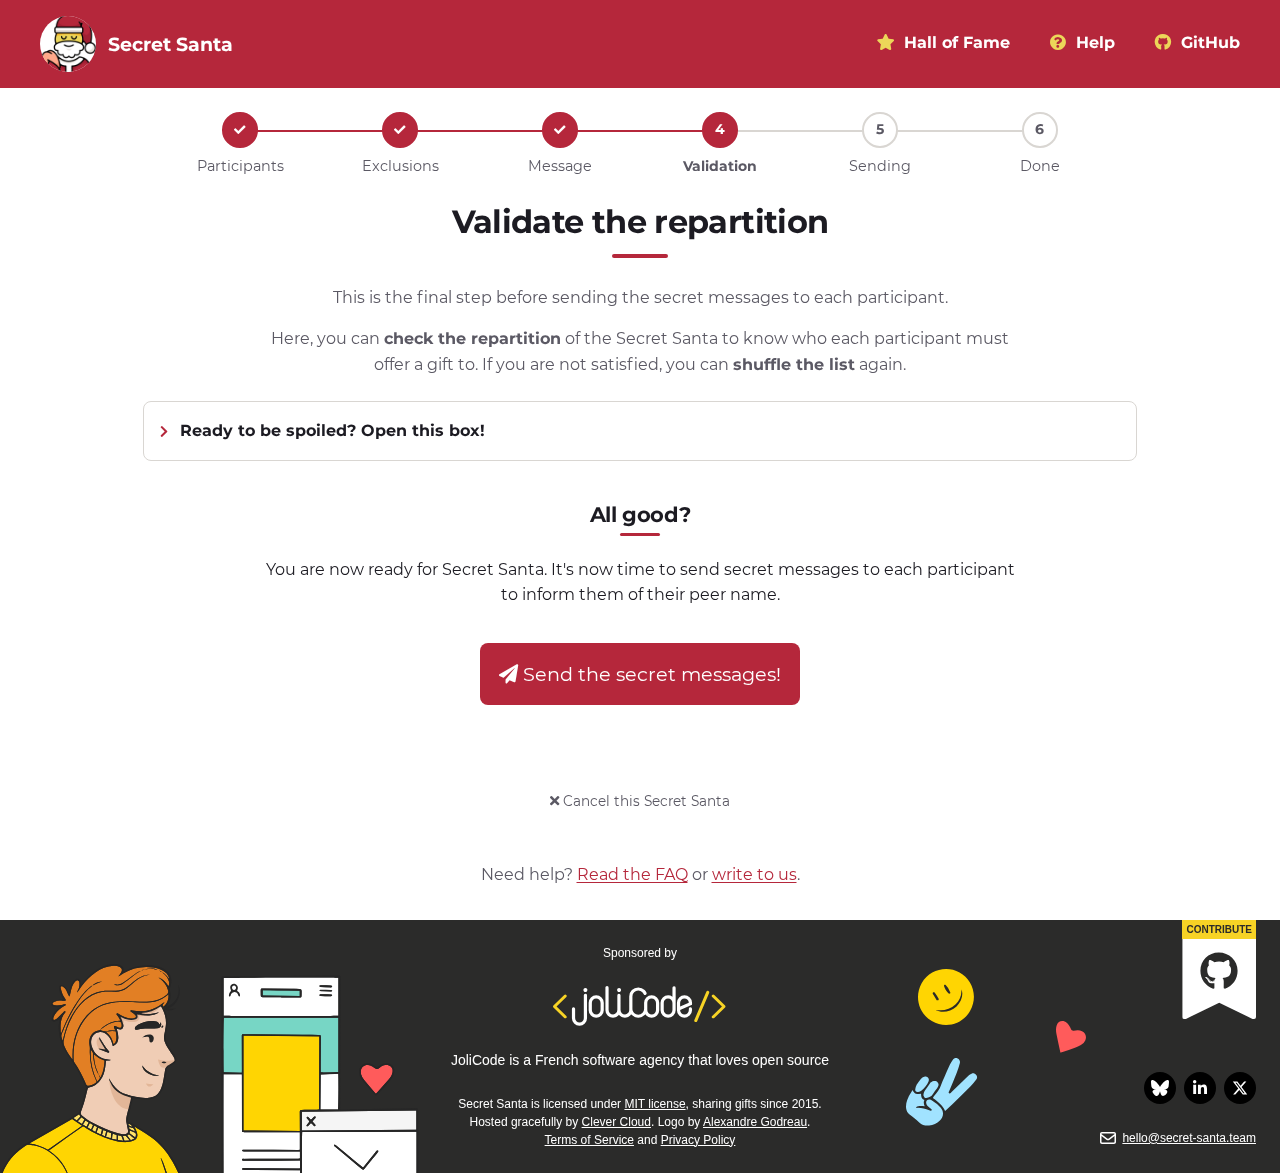 Secret Santa
Hall of Fame
Help
GitHub
4
5
6
Participants
Exclusions
Message
Validation
Sending
Done
Validate the repartition
This is the final step before sending the secret messages to each participant.
Here, you can check the repartition of the Secret Santa to know who each participant must
offer a gift to. If you are not satisfied, you can shuffle the list again.
Ready to be spoiled? Open this box!
All good?
You are now ready for Secret Santa. It's now time to send secret messages to each participant
to inform them of their peer name.
Send the secret messages!
Cancel this Secret Santa
Need help? Read the FAQ or write to us.
CONTRIBUTE
Sponsored by
<joliCode/>
JoliCode is a French software agency that loves open source
Secret Santa is licensed under MIT license, sharing gifts since 2015.
Hosted gracefully by Clever Cloud. Logo by Alexandre Godreau.
Terms of Service and Privacy Policy
hello@secret-santa.team